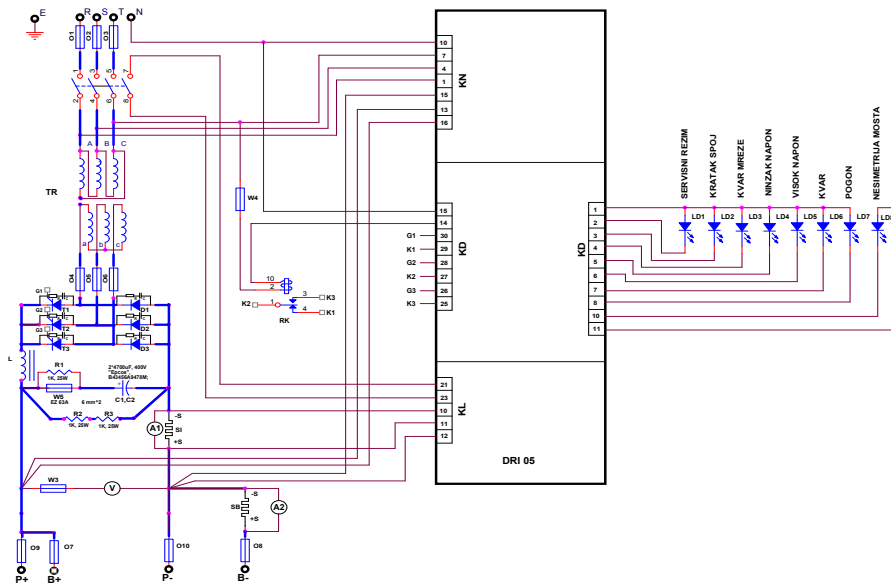 E R S T N
O1 O2 O3
1 3 5 7
2 4 6 8
A B C
TR
a b c
O4 O5 O6
G1
T1 D1
G2
T2 D2
G3
T3 D3
L
R1
1K, 25W
W5
EZ 63A
2*4700uF, 400V
"Epcos",
B43456A9478M;
C1,C2
6 mm^2
R2
1K, 25W
R3
1K, 25W
A1
-S
SI
+S
W3
V
-S
SB
+S
A2
O9
O7
O10
O8
P+
B+
P-
B-
W4
10
2
3 K3
K2 1
4 K1
RK
KN
10
7
4
1
15
13
16
KD
15
14
G1 30
K1 29
G2 28
K2 27
G3 26
K3 25
KL
21
23
10
11
12
DRI 05
KD
1
2
3
4
5
6
7
8
10
11
SERVISNI REZIM
KRATAK SPOJ
KVAR MREZE
NINZAK NAPON
VISOK NAPON
KVAR
POGON
NESIMETRIJA MOSTA
LD1
LD2
LD3
LD4
LD5
LD6
LD7